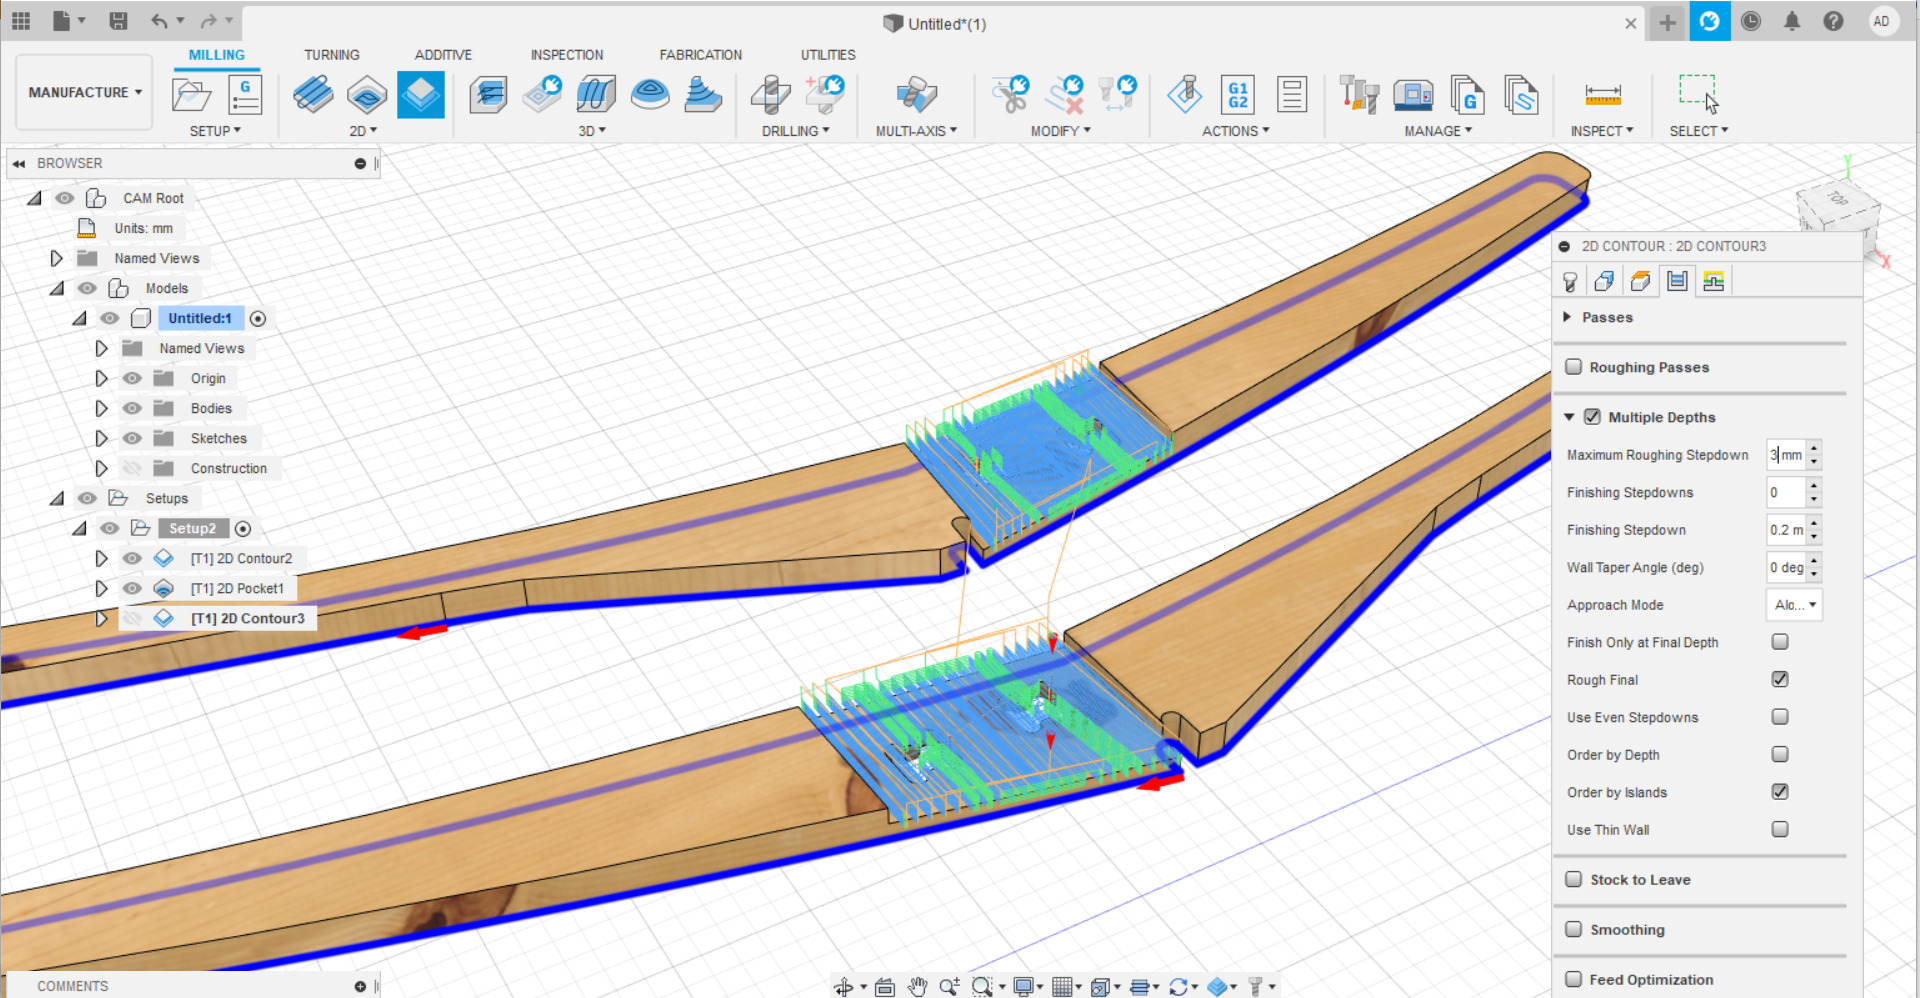 Untitled*(1)
AD
MILLING TURNING ADDITIVE INSPECTION FABRICATION UTILITIES
MANUFACTURE
G
G1
G2
G
SETUP 2D 3D DRILLING MULTI-AXIS MODIFY ACTIONS MANAGE INSPECT SELECT
BROWSER
CAM Root
Units: mm
Named Views
Models
Untitled:1
Named Views
Origin
Bodies
Sketches
Construction
Setups
Setup2
[T1] 2D Contour2
[T1] 2D Pocket1
[T1] 2D Contour3
COMMENTS
Y
TOP
X
2D CONTOUR : 2D CONTOUR3
Passes
Roughing Passes
Multiple Depths
Maximum Roughing Stepdown 3 mm
Finishing Stepdowns 0
Finishing Stepdown 0.2 m
Wall Taper Angle (deg) 0 deg
Approach Mode Alo...
Finish Only at Final Depth
Rough Final
Use Even Stepdowns
Order by Depth
Order by Islands
Use Thin Wall
Stock to Leave
Smoothing
Feed Optimization